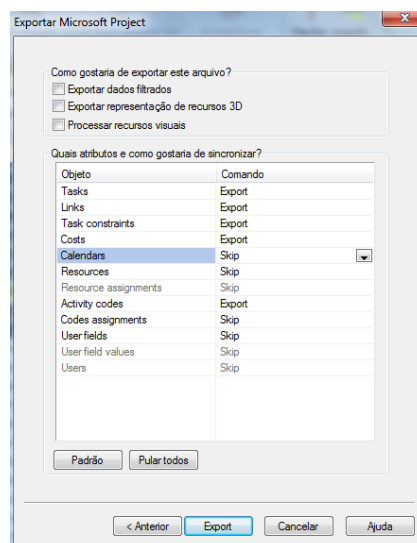 Exportar Microsoft Project
Como gostaria de exportar este arquivo?
Exportar dados filtrados
Exportar representação de recursos 3D
Processar recursos visuais
Quais atributos e como gostaria de sincronizar?
Objeto Comando
Tasks Export
Links Export
Task constraints Export
Costs Export
Calendars Skip
Resources Skip
Resource assignments Skip
Activity codes Export
Codes assignments Skip
User fields Skip
User field values Skip
Users Skip
Padrão Pular todos
< Anterior Export Cancelar Ajuda